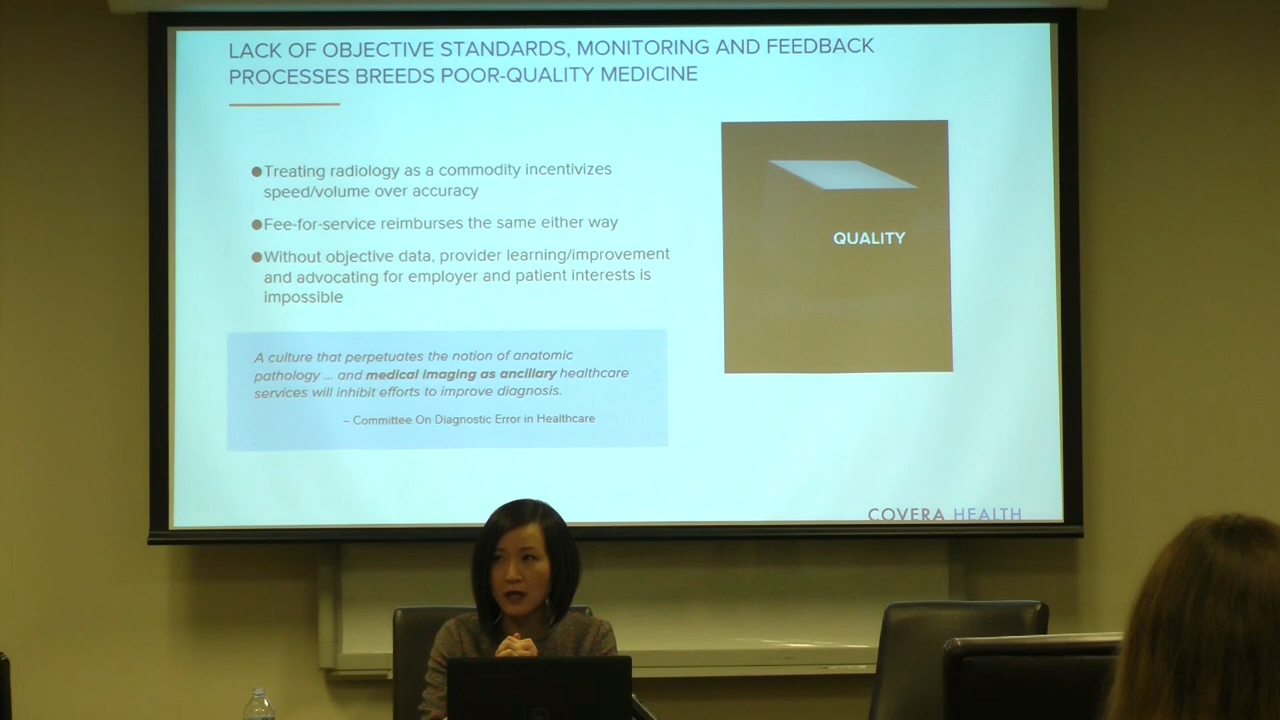 LACK OF OBJECTIVE STANDARDS, MONITORING AND FEEDBACK
PROCESSES BREEDS POOR-QUALITY MEDICINE
●Treating radiology as a commodity incentivizes
speed/volume over accuracy
●Fee-for-service reimburses the same either way
●Without objective data, provider learning/improvement
and advocating for employer and patient interests is
impossible
A culture that perpetuates the notion of anatomic
pathology ... and medical imaging as ancillary healthcare
services will inhibit efforts to improve diagnosis.
– Committee On Diagnostic Error in Healthcare
QUALITY
COVERA HEALTH